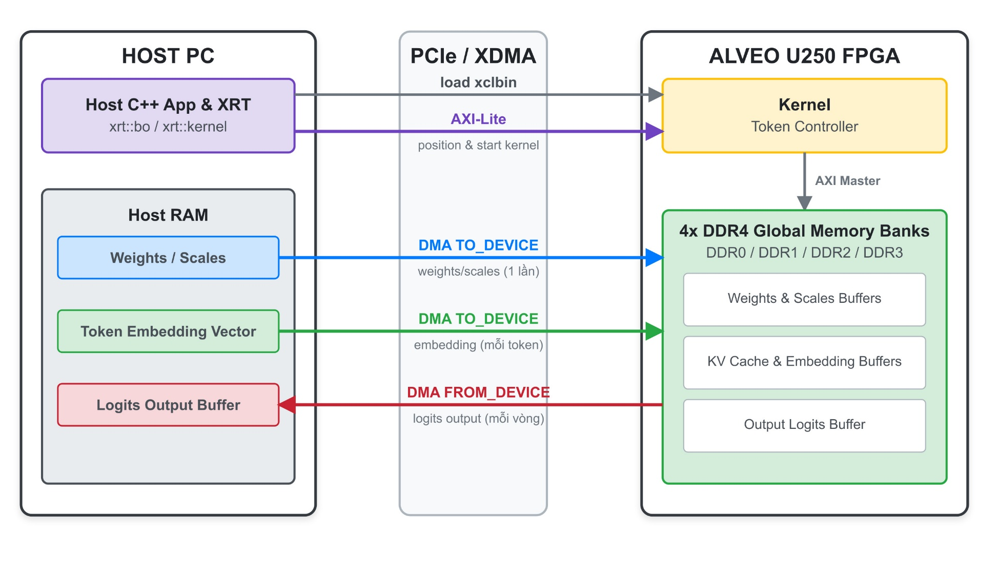 HOST PC
Host C++ App & XRT
xrt::bo / xrt::kernel
Host RAM
Weights / Scales
Token Embedding Vector
Logits Output Buffer
PCIe / XDMA
load xclbin
AXI-Lite
position & start kernel
DMA TO_DEVICE
weights/scales (1 lần)
DMA TO_DEVICE
embedding (mỗi token)
DMA FROM_DEVICE
logits output (mỗi vòng)
ALVEO U250 FPGA
Kernel
Token Controller
AXI Master
4x DDR4 Global Memory Banks
DDR0 / DDR1 / DDR2 / DDR3
Weights & Scales Buffers
KV Cache & Embedding Buffers
Output Logits Buffer